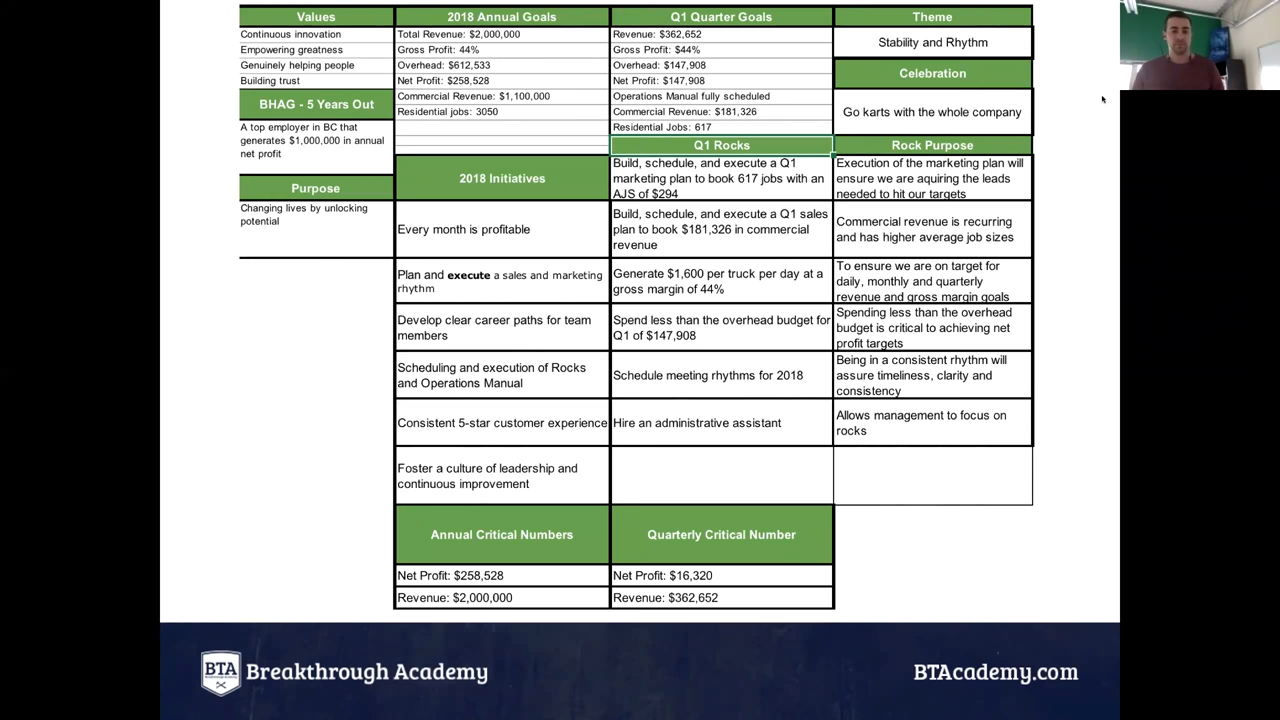 Values
Continuous innovation
Empowering greatness
Genuinely helping people
Building trust
BHAG - 5 Years Out
A top employer in BC that
generates $1,000,000 in annual
net profit
Purpose
Changing lives by unlocking
potential
2018 Annual Goals
Total Revenue: $2,000,000
Gross Profit: 44%
Overhead: $612,533
Net Profit: $258,528
Commercial Revenue: $1,100,000
Residential jobs: 3050
2018 Initiatives
Every month is profitable
Plan and execute a sales and marketing
rhythm
Develop clear career paths for team
members
Scheduling and execution of Rocks
and Operations Manual
Consistent 5-star customer experience
Foster a culture of leadership and
continuous improvement
Annual Critical Numbers
Net Profit: $258,528
Revenue: $2,000,000
Q1 Quarter Goals
Revenue: $362,652
Gross Profit: $44%
Overhead: $147,908
Net Profit: $147,908
Operations Manual fully scheduled
Commercial Revenue: $181,326
Residential Jobs: 617
Q1 Rocks
Build, schedule, and execute a Q1
marketing plan to book 617 jobs with an
AJS of $294
Build, schedule, and execute a Q1 sales
plan to book $181,326 in commercial
revenue
Generate $1,600 per truck per day at a
gross margin of 44%
Spend less than the overhead budget for
Q1 of $147,908
Schedule meeting rhythms for 2018
Hire an administrative assistant
Quarterly Critical Number
Net Profit: $16,320
Revenue: $362,652
Theme
Stability and Rhythm
Celebration
Go karts with the whole company
Rock Purpose
Execution of the marketing plan will
ensure we are aquiring the leads
needed to hit our targets
Commercial revenue is recurring
and has higher average job sizes
To ensure we are on target for
daily, monthly and quarterly
revenue and gross margin goals
Spending less than the overhead
budget is critical to achieving net
profit targets
Being in a consistent rhythm will
assure timeliness, clarity and
consistency
Allows management to focus on
rocks
BTA
Breakthrough Academy
BTAcademy.com